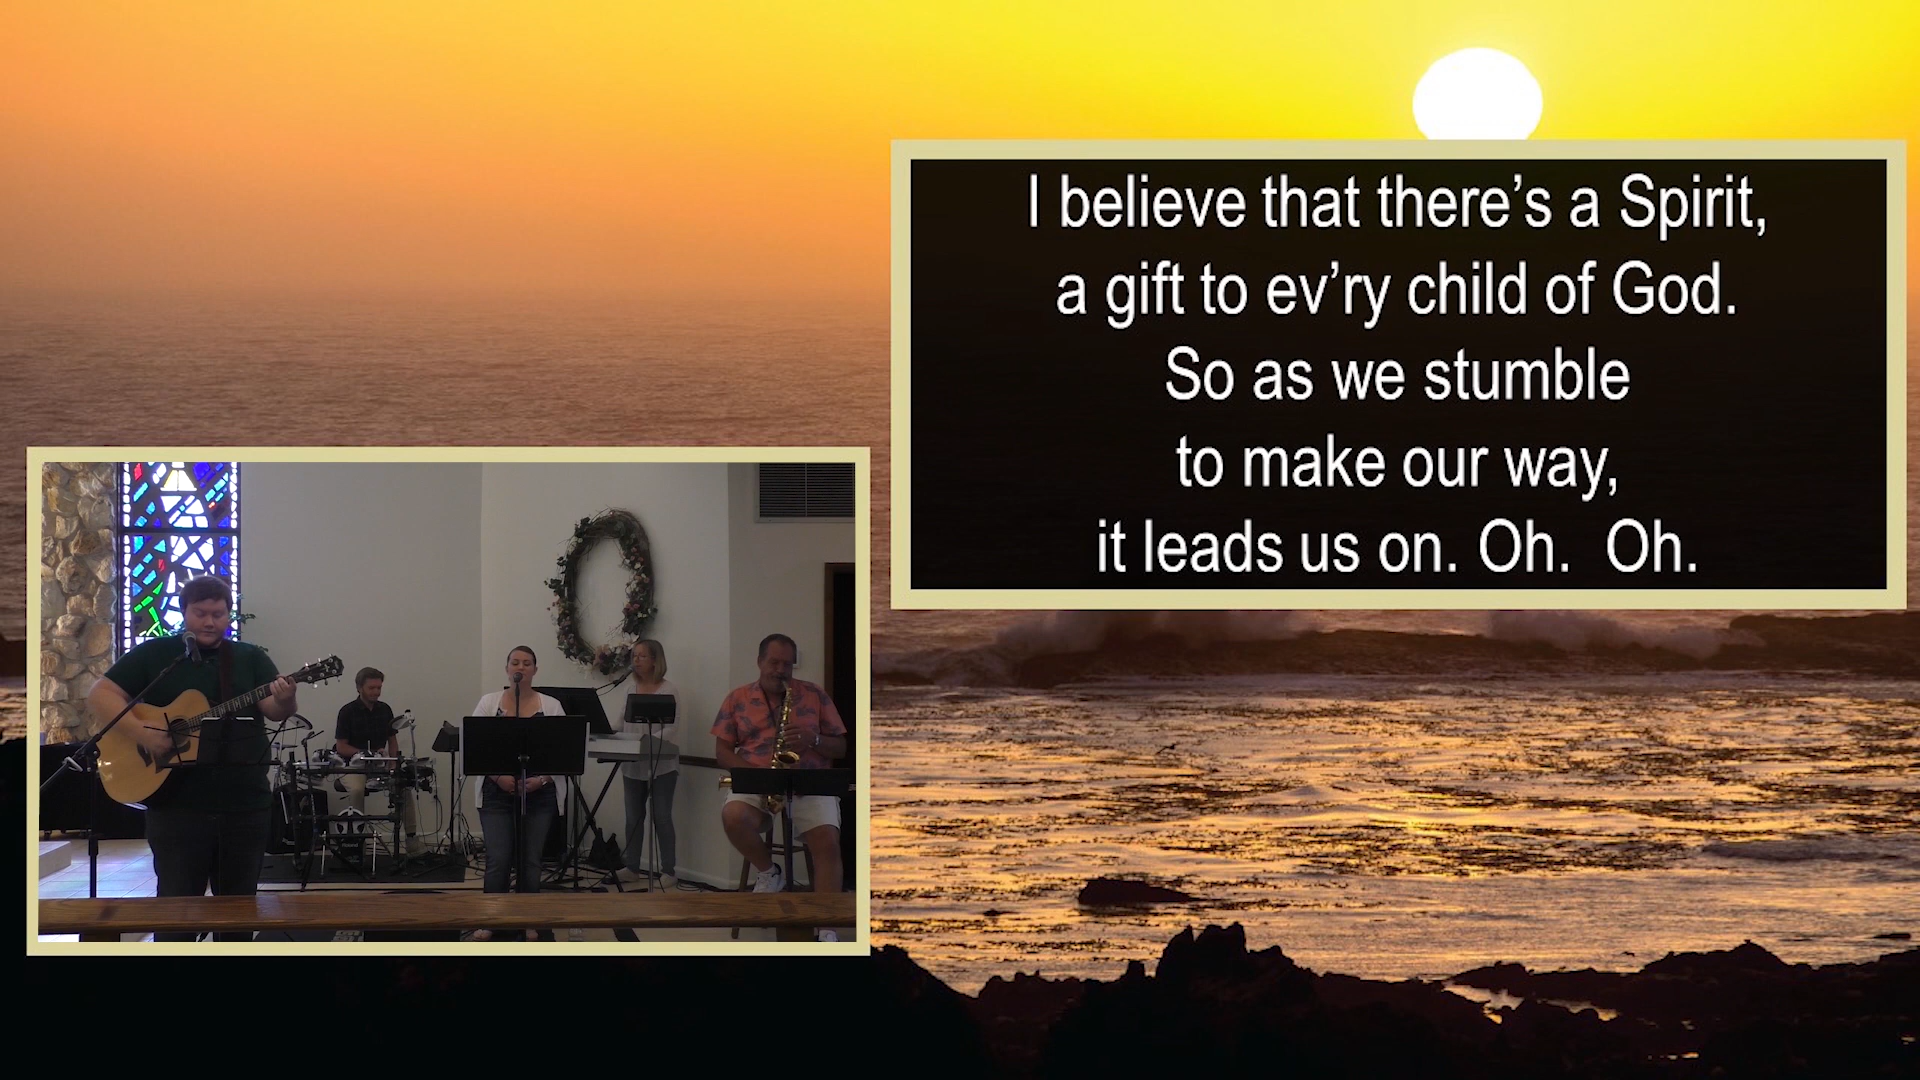 I believe that there’s a Spirit,
a gift to ev’ry child of God.
So as we stumble
to make our way,
it leads us on. Oh.  Oh.